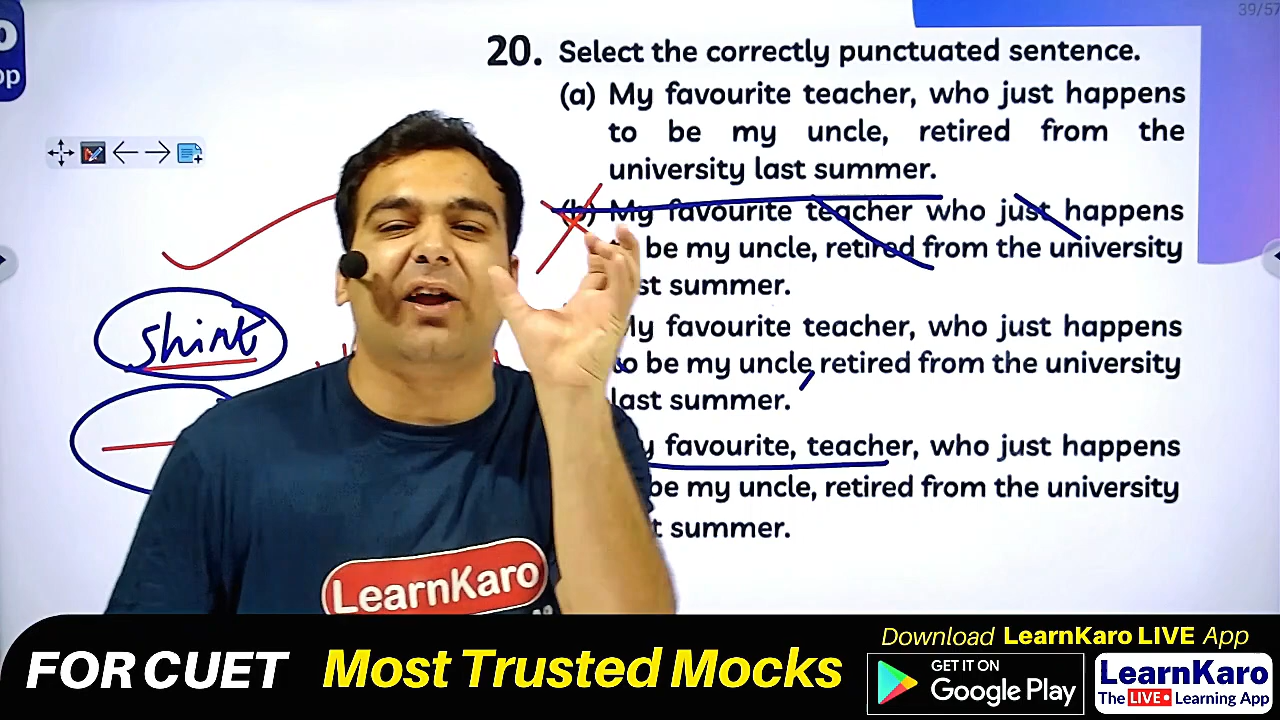 39/57
20. Select the correctly punctuated sentence.
(a) My favourite teacher, who just happens
to be my uncle, retired from the
university last summer.
(b) My favourite teacher who just happens
be my uncle, retired from the university
st summer.
My favourite teacher, who just happens
to be my uncle, retired from the university
last summer.
favourite, teacher, who just happens
be my uncle, retired from the university
summer.
shirt
LearnKaro
FOR CUET Most Trusted Mocks
Download LearnKaro LIVE App
GET IT ON
Google Play
LearnKaro
The LIVE Learning App